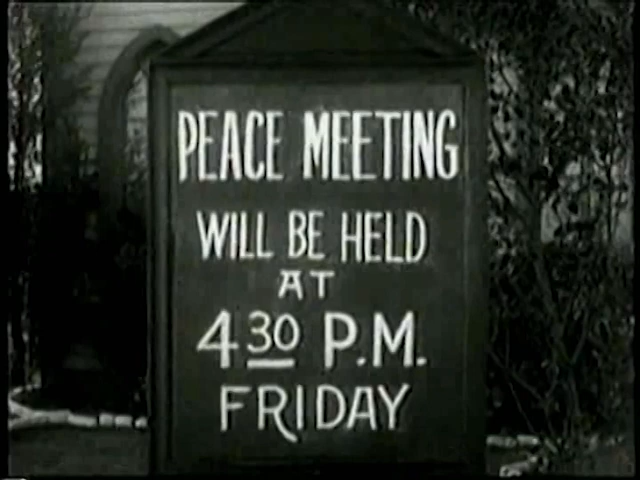 PEACE MEETING
WILL BE HELD
AT
4 30 P.M.
FRIDAY